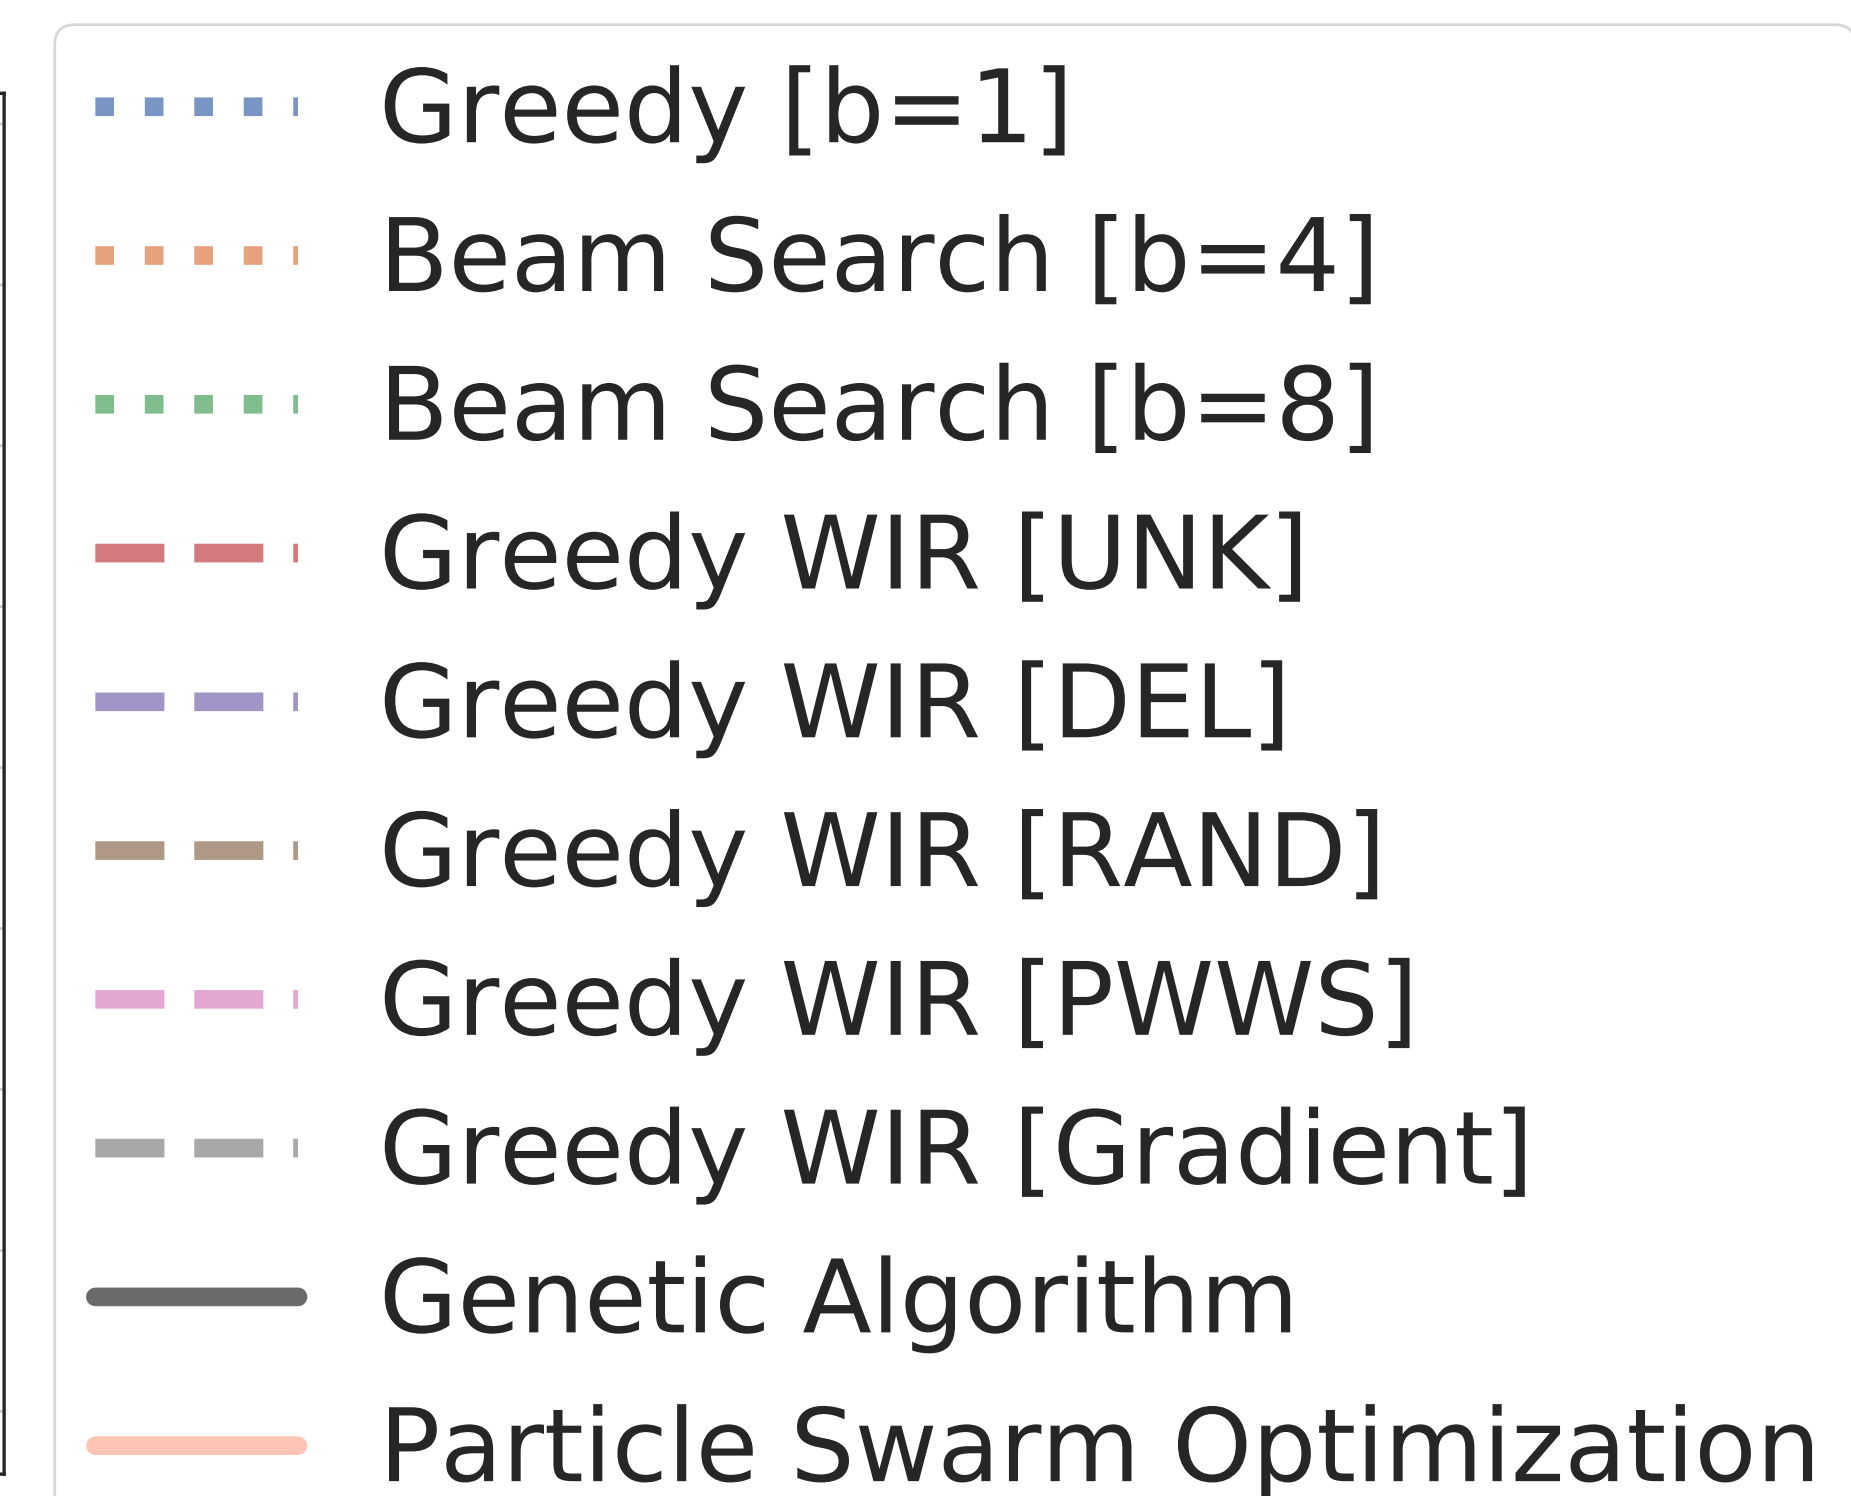 Greedy [b=1]
Beam Search [b=4]
Beam Search [b=8]
Greedy WIR [UNK]
Greedy WIR [DEL]
Greedy WIR [RAND]
Greedy WIR [PWWS]
Greedy WIR [Gradient]
Genetic Algorithm
Particle Swarm Optimization